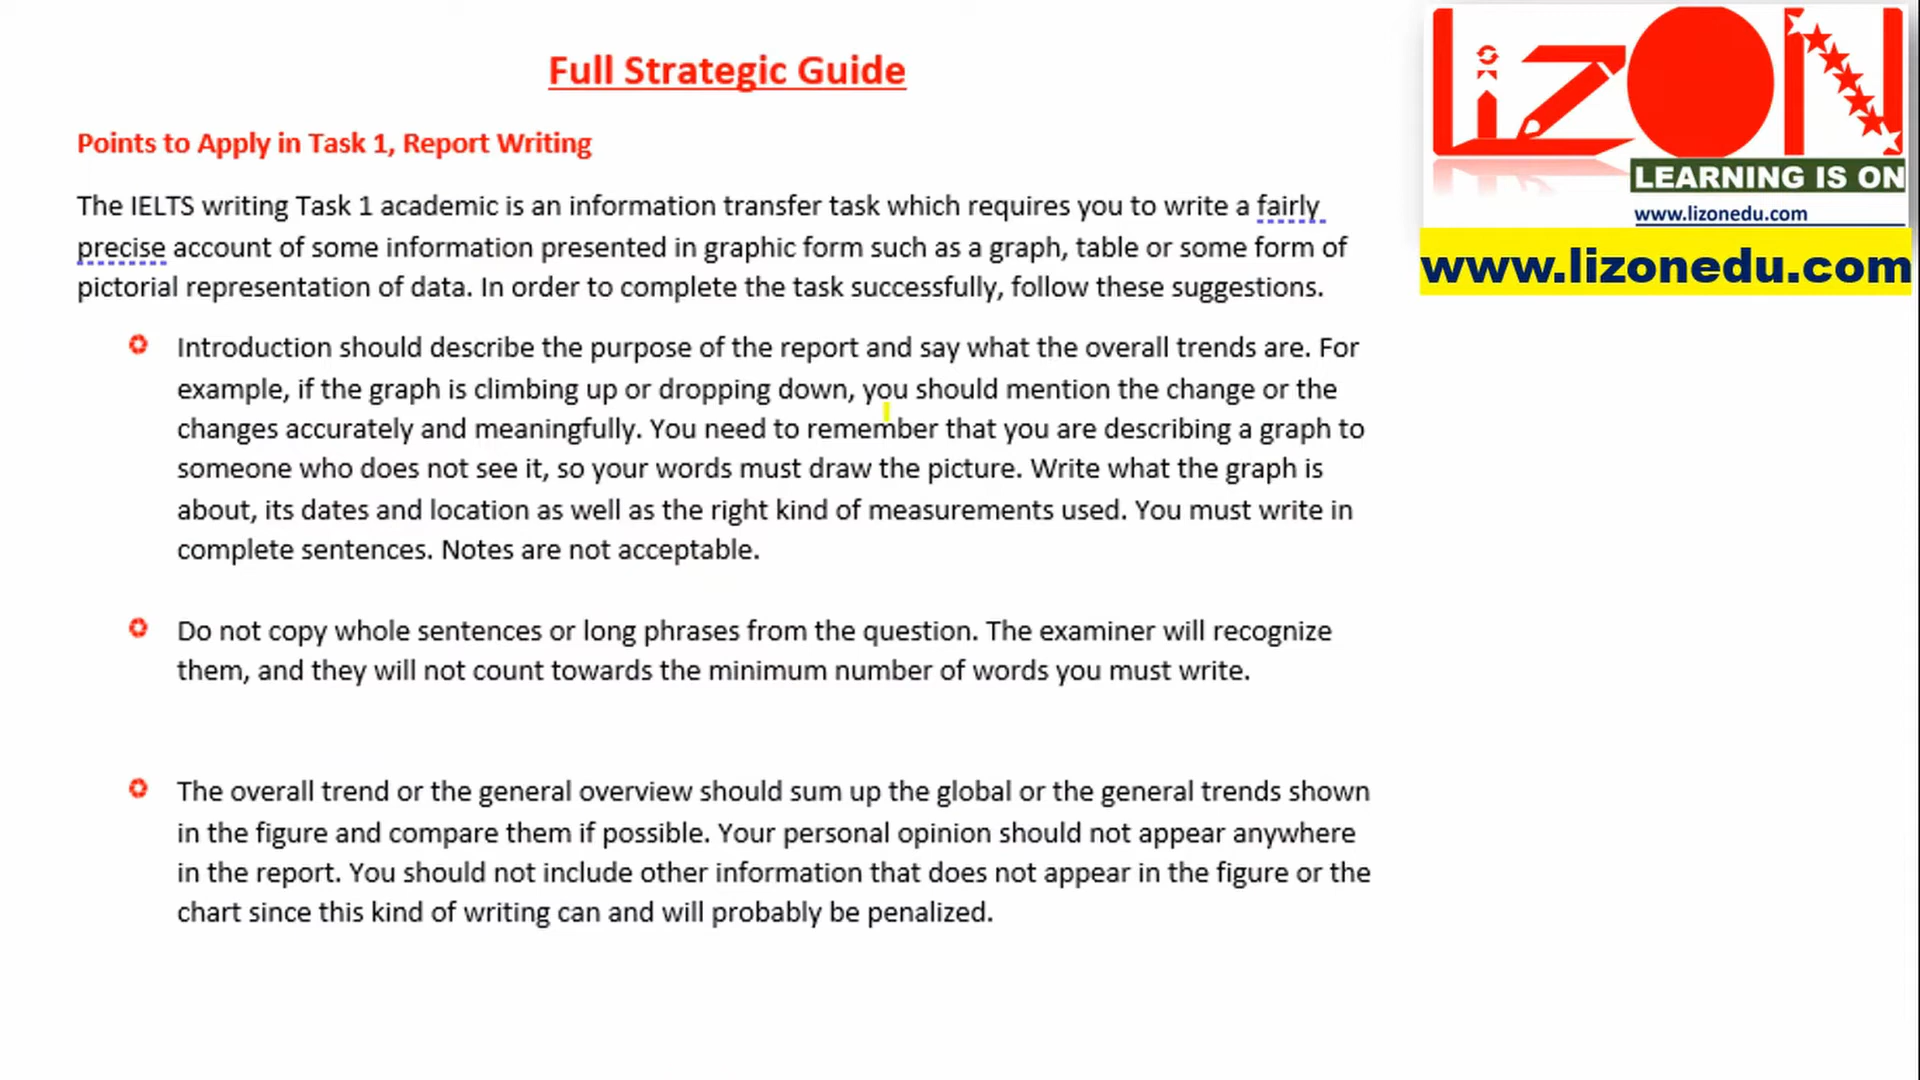 Full Strategic Guide
Points to Apply in Task 1, Report Writing
The IELTS writing Task 1 academic is an information transfer task which requires you to write a fairly
precise account of some information presented in graphic form such as a graph, table or some form of
pictorial representation of data. In order to complete the task successfully, follow these suggestions.
Introduction should describe the purpose of the report and say what the overall trends are. For
example, if the graph is climbing up or dropping down, you should mention the change or the
changes accurately and meaningfully. You need to remember that you are describing a graph to
someone who does not see it, so your words must draw the picture. Write what the graph is
about, its dates and location as well as the right kind of measurements used. You must write in
complete sentences. Notes are not acceptable.
Do not copy whole sentences or long phrases from the question. The examiner will recognize
them, and they will not count towards the minimum number of words you must write.
The overall trend or the general overview should sum up the global or the general trends shown
in the figure and compare them if possible. Your personal opinion should not appear anywhere
in the report. You should not include other information that does not appear in the figure or the
chart since this kind of writing can and will probably be penalized.
LizON
LEARNING IS ON
www.lizonedu.com
www.lizonedu.com